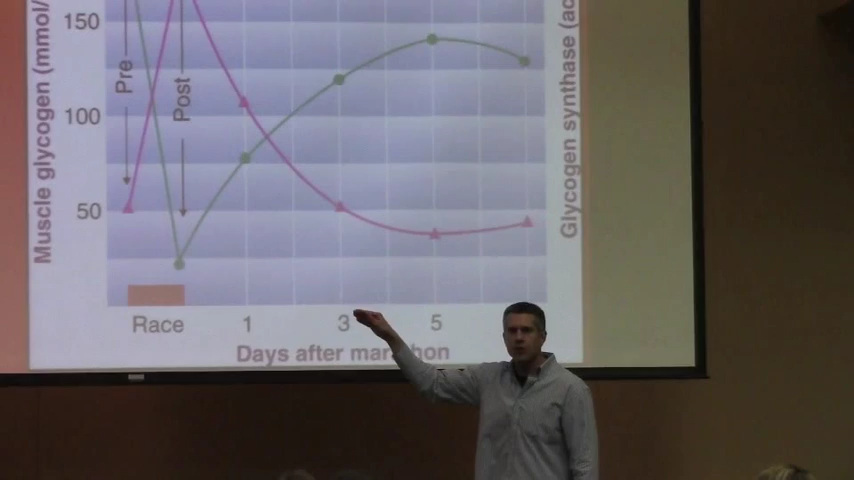 Muscle glycogen (mmol/
150
100
50
Pre
Post
Glycogen synthase (ac
Race
1
3
5
Days after marathon